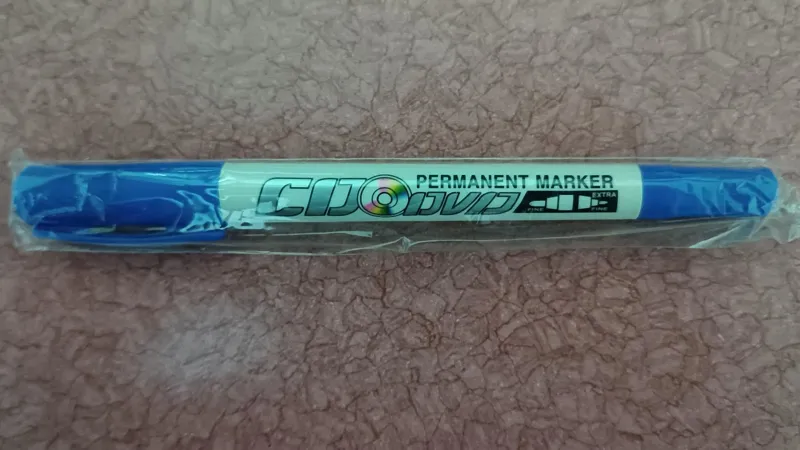 PERMANENT MARKER
CD DVD
EXTRA
FINE FINE